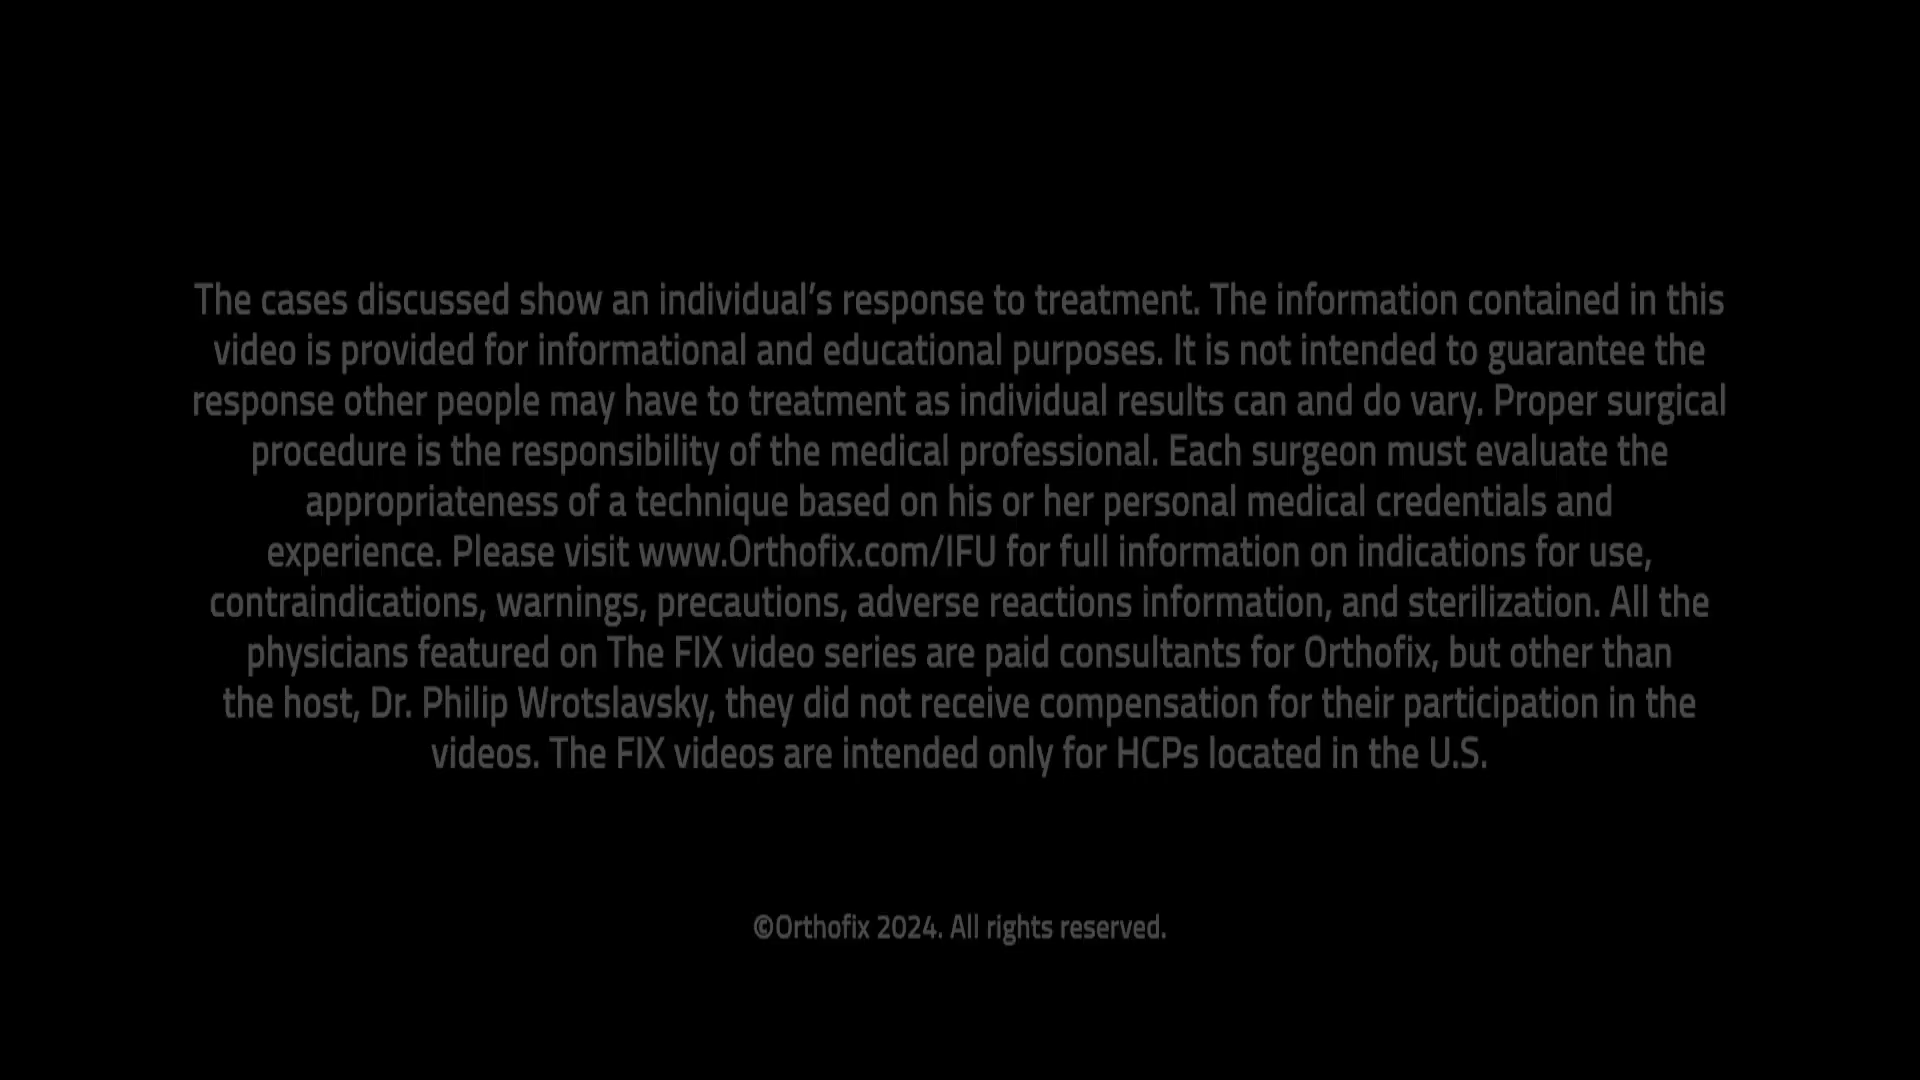 The cases discussed show an individual’s response to treatment. The information contained in this
video is provided for informational and educational purposes. It is not intended to guarantee the
response other people may have to treatment as individual results can and do vary. Proper surgical
procedure is the responsibility of the medical professional. Each surgeon must evaluate the
appropriateness of a technique based on his or her personal medical credentials and
experience. Please visit www.Orthofix.com/IFU for full information on indications for use,
contraindications, warnings, precautions, adverse reactions information, and sterilization. All the
physicians featured on The FIX video series are paid consultants for Orthofix, but other than
the host, Dr. Philip Wrotslavsky, they did not receive compensation for their participation in the
videos. The FIX videos are intended only for HCPs located in the U.S.
©Orthofix 2024. All rights reserved.